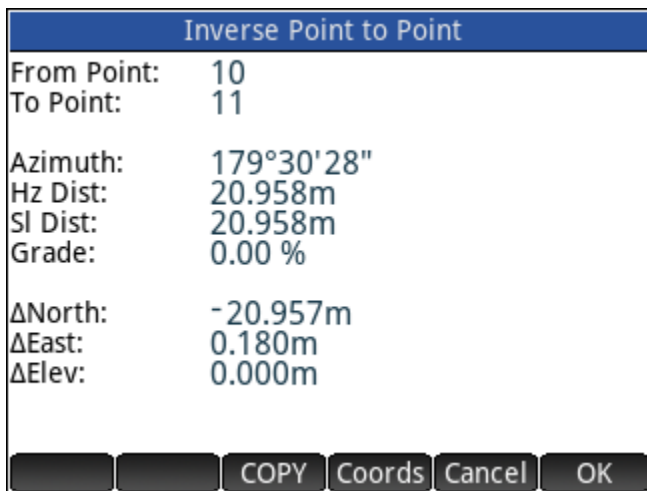 Inverse Point to Point
From Point: 10
To Point: 11
Azimuth: 179°30'28"
Hz Dist: 20.958m
Sl Dist: 20.958m
Grade: 0.00 %
ΔNorth: -20.957m
ΔEast: 0.180m
ΔElev: 0.000m
COPY Coords Cancel OK